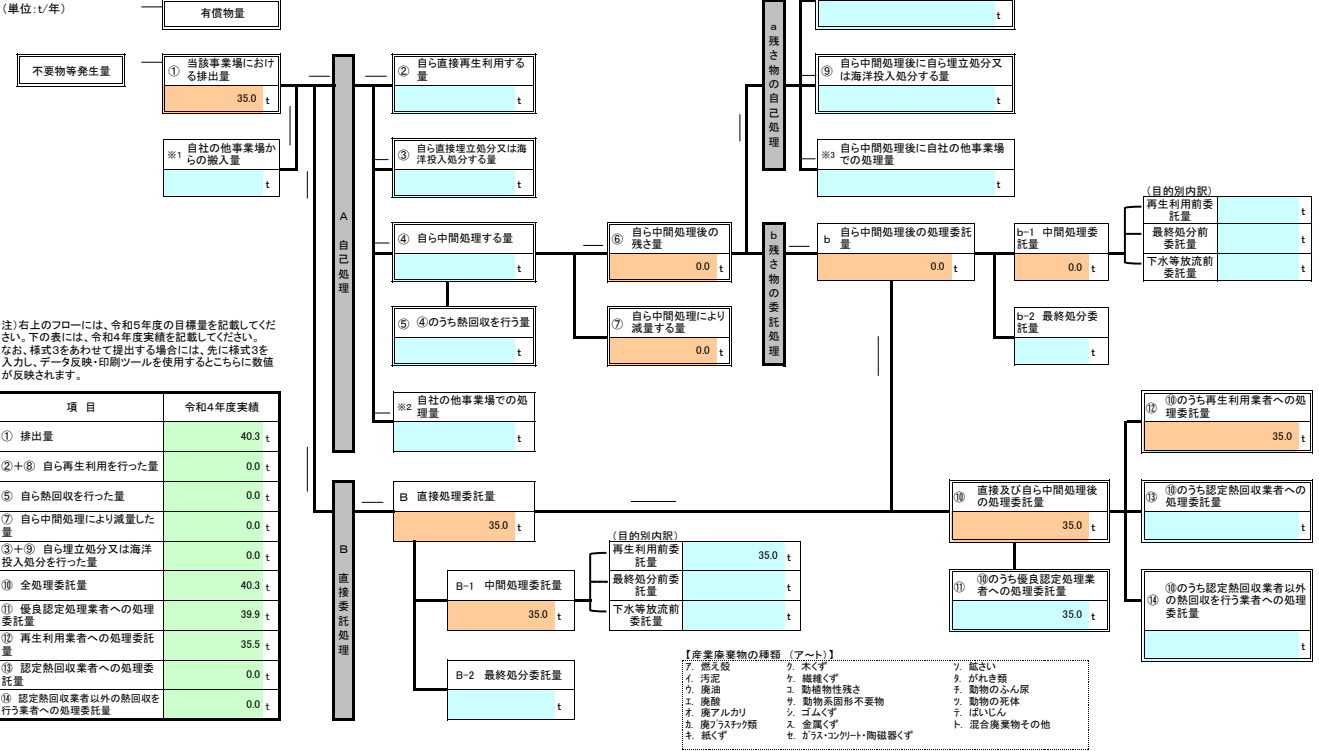 (単位：t/年)
有償物量
t
不要物等発生量
① 当該事業場におけ
る排出量
35.0 t
※1 自社の他事業場か
らの搬入量
t
A 自己処理
② 自ら直接再生利用する
量
t
③ 自ら直接埋立処分又は海
洋投入処分する量
t
④ 自ら中間処理する量
t
⑤ ④のうち熱回収を行う量
t
※2 自社の他事業場での処
理量
t
⑥ 自ら中間処理後の
残さ量
0.0 t
⑦ 自ら中間処理により
減量する量
0.0 t
a 残さ物の自己処理
⑨ 自ら中間処理後に自ら埋立処分又
は海洋投入処分する量
t
※3 自ら中間処理後に自社の他事業場
での処理量
t
b 残さ物の委託処理
b 自ら中間処理後の処理委託
量
0.0 t
b-1 中間処理委
託量
0.0 t
b-2 最終処分委
託量
t
(目的別内訳)
再生利用前委
託量
t
最終処分前
委託量
t
下水等放流前
委託量
t
注）右上のフローには、令和5年度の目標量を記載してくだ
さい。下の表には、令和4年度実績を記載してください。
なお、様式3をあわせて提出する場合には、先に様式3を
入力し、データ反映・印刷ツールを使用するとこちらに数値
が反映されます。
項 目 令和4年度実績
① 排出量 40.3 t
②＋⑧ 自ら再生利用を行った量 0.0 t
⑤ 自ら熱回収を行った量 0.0 t
⑦ 自ら中間処理により減量した
量 0.0 t
③＋⑨ 自ら埋立処分又は海洋
投入処分を行った量 0.0 t
⑩ 全処理委託量 40.3 t
⑪ 優良認定処理業者への処理
委託量 39.9 t
⑫ 再生利用業者への処理委託
量 35.5 t
⑬ 認定熱回収業者への処理委
託量 0.0 t
⑭ 認定熱回収業者以外の熱回収を
行う業者への処理委託量 0.0 t
B 直接委託処理
B 直接処理委託量
35.0 t
B-1 中間処理委託量
35.0 t
B-2 最終処分委託量
t
(目的別内訳)
再生利用前委
託量
35.0 t
最終処分前委
託量
t
下水等放流前
委託量
t
⑩ 直接及び自ら中間処理後
の処理委託量
35.0 t
⑪ ⑩のうち優良認定処理業
者への処理委託量
35.0 t
⑫ ⑩のうち再生利用業者への処
理委託量
35.0 t
⑬ ⑩のうち認定熱回収業者への
処理委託量
t
⑭ ⑩のうち認定熱回収業者以外
の熱回収を行う業者への処理
委託量
t
【産業廃棄物の種類 （ア～ト）】
ア. 燃え殻 ク. 木くず ソ. 鉱さい
イ. 汚泥 ケ. 繊維くず タ. がれき類
ウ. 廃油 コ. 動植物性残さ チ. 動物のふん尿
エ. 廃酸 サ. 動物系固形不要物 ツ. 動物の死体
オ. 廃アルカリ シ. ゴムくず テ. ばいじん
カ. 廃プラスチック類 ス. 金属くず ト. 混合廃棄物その他
キ. 紙くず セ. ガラス・コンクリート・陶磁器くず